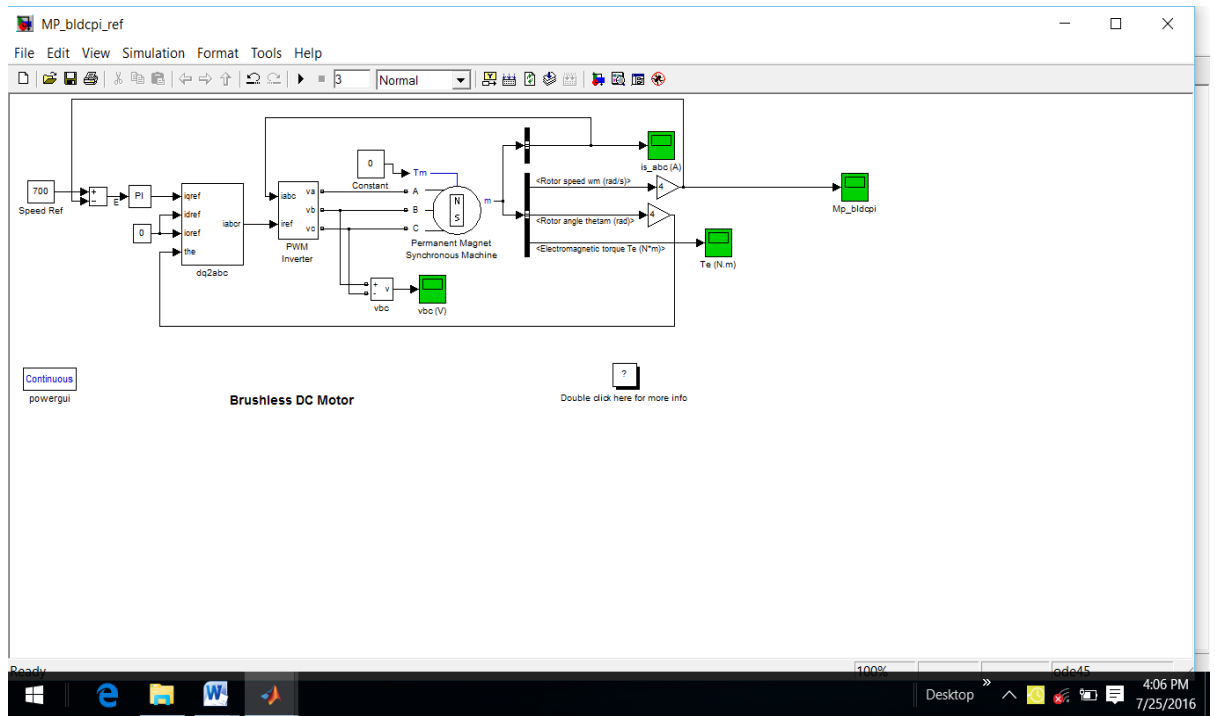 MP_bldcpi_ref
File Edit View Simulation Format Tools Help
3 Normal
is_abc (A)
0
Tm
Constant
<Rotor speed wm (rad/s)>
4
700
Speed Ref
+
−
E
PI
iqref
idref
ioref
the
iabcr
dq2abc
0
iabc
iref
va
vb
vc
PWM
Inverter
A
B
C
N
S
m
Permanent Magnet
Synchronous Machine
<Rotor angle thetam (rad)>
4
<Electromagnetic torque Te (N*m)>
Mp_bldcpi
Te (N.m)
+
-
v
vbc
vbc (V)
Continuous
powergui
Brushless DC Motor
?
Double click here for more info
Ready 100% ode45
W
Desktop
4:06 PM
7/25/2016